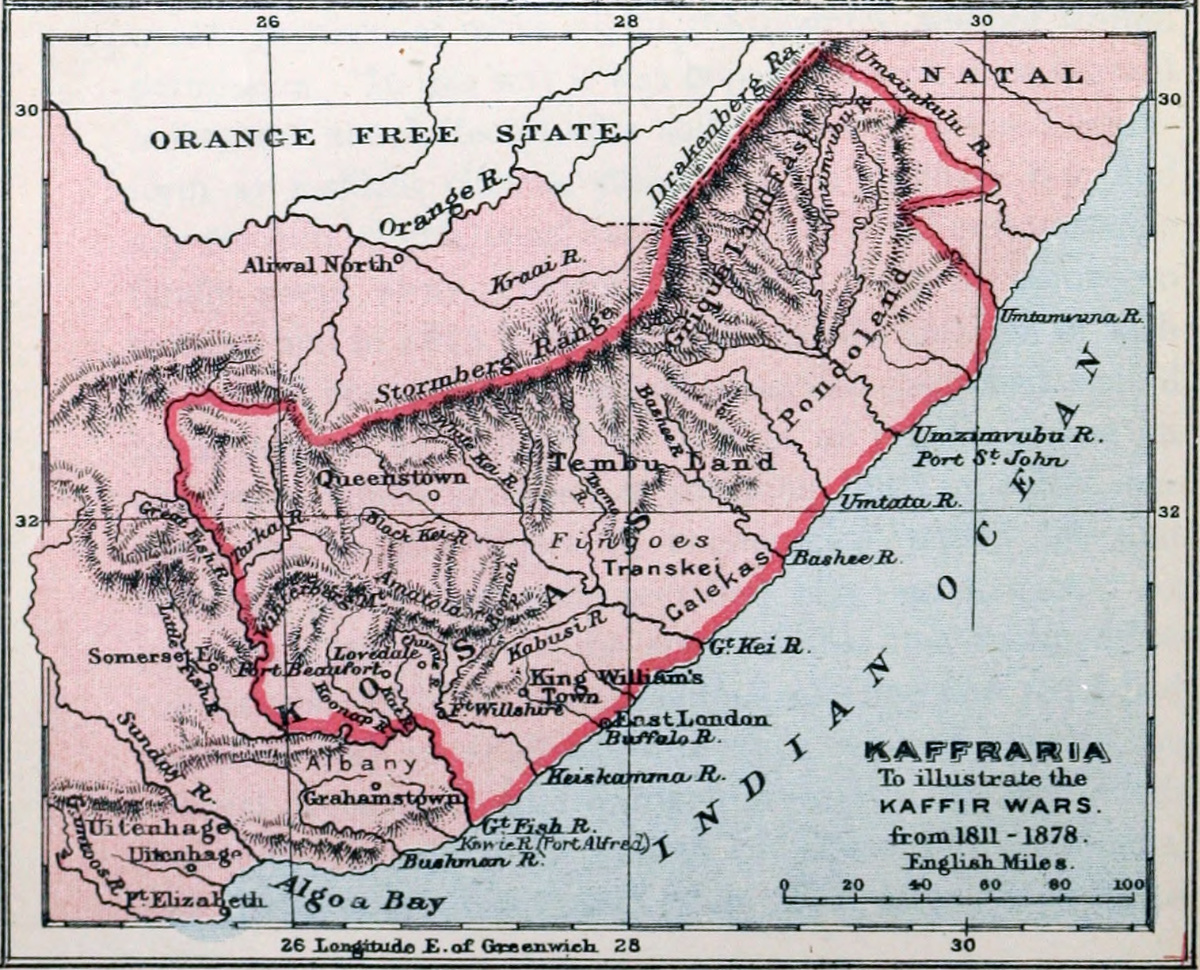 26 28 30
30
NATAL
30
ORANGE FREE STATE
Drakenberg Ra.
Umzimkulu R.
Umzimvubu R.
Orange R.
Griqua Land East
Aliwal North
Kraai R.
Umtamvuna R.
Stormberg Range
Pondoland
Bashee R.
White Kei R.
Umzimvubu R.
Port St. John
Tembu Land
Queenstown
Tsomo R.
Umtata R.
32
32
Great Fish R.
Tarka R.
Black Kei R.
Fingoes
Transkei
Bashee R.
Galekas
Amatola
Winterberg Mts
Kabusi R.
Gt. Kei R.
Little Fish R.
Somerset E.
Lovedale
Fort Beaufort
KOSAS
King William's
Town
Koonap R.
Kat R.
Ft. Willshire
East London
Buffalo R.
Sunday R.
Albany
Keiskamma R.
Grahamstown
Gt. Fish R.
Kowie R (Port Alfred)
Bushman R.
Uitenhage
Uitenhage
Gamtoos R.
Pt. Elizabeth
Algoa Bay
INDIAN OCEAN
KAFFRARIA
To illustrate the
KAFFIR WARS.
from 1811 - 1878.
English Miles.
0 20 40 60 80 100
26 Longitude E. of Greenwich 28 30